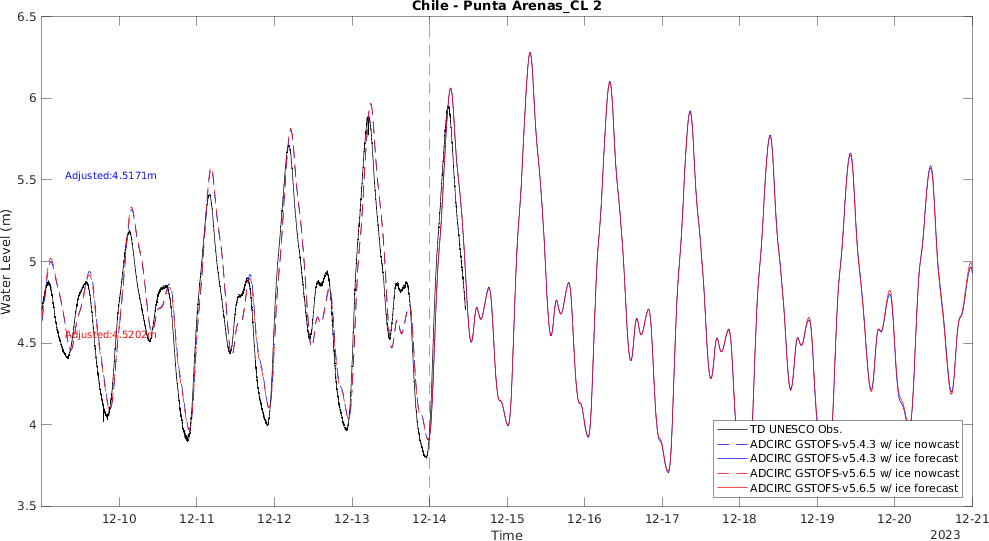 Chile - Punta Arenas_CL 2
6.5
6
5.5
5
4.5
4
3.5
Water Level (m)
Adjusted:4.5171m
Adjusted:4.5202m
TD UNESCO Obs.
ADCIRC GSTOFS-v5.4.3 w/ ice nowcast
ADCIRC GSTOFS-v5.4.3 w/ ice forecast
ADCIRC GSTOFS-v5.6.5 w/ ice nowcast
ADCIRC GSTOFS-v5.6.5 w/ ice forecast
12-10 12-11 12-12 12-13 12-14 12-15 12-16 12-17 12-18 12-19 12-20 12-21
Time
2023